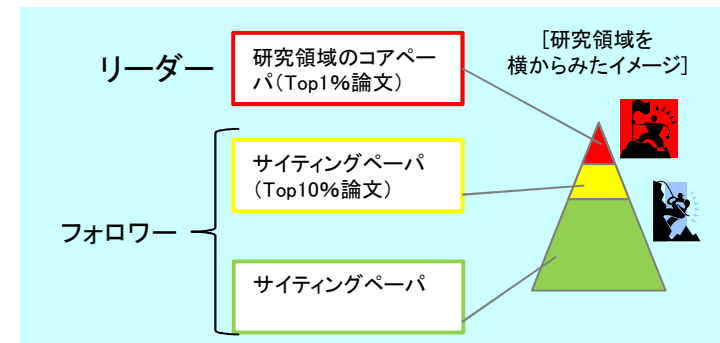 リーダー
研究領域のコアペー
パ（Top1%論文）
[研究領域を
横からみたイメージ]
サイティングペーパ
（Top10%論文）
フォロワー
サイティングペーパ